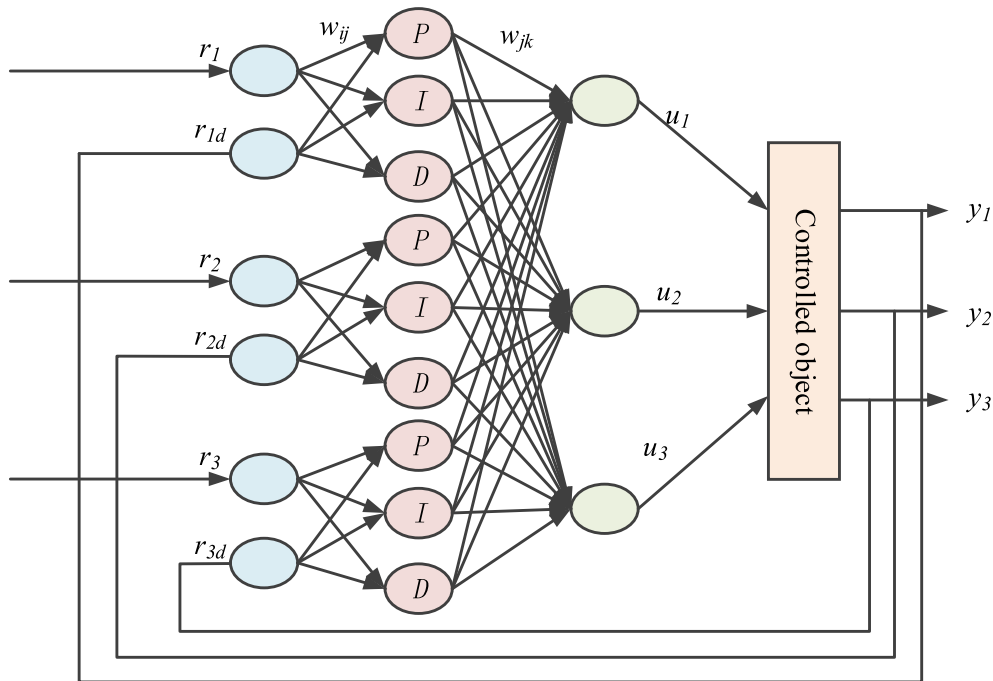 r1
r1d
r2
r2d
r3
r3d
wij
wjk
P
I
D
P
I
D
P
I
D
u1
u2
u3
Controlled object
y1
y2
y3